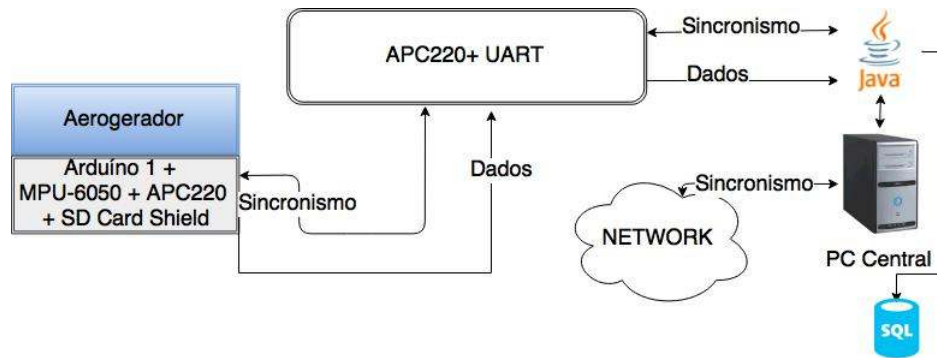 APC220+ UART
Sincronismo
Dados
Java
Aerogerador
Arduíno 1 +
MPU-6050 + APC220
+ SD Card Shield
Sincronismo
Dados
Sincronismo
NETWORK
PC Central
SQL